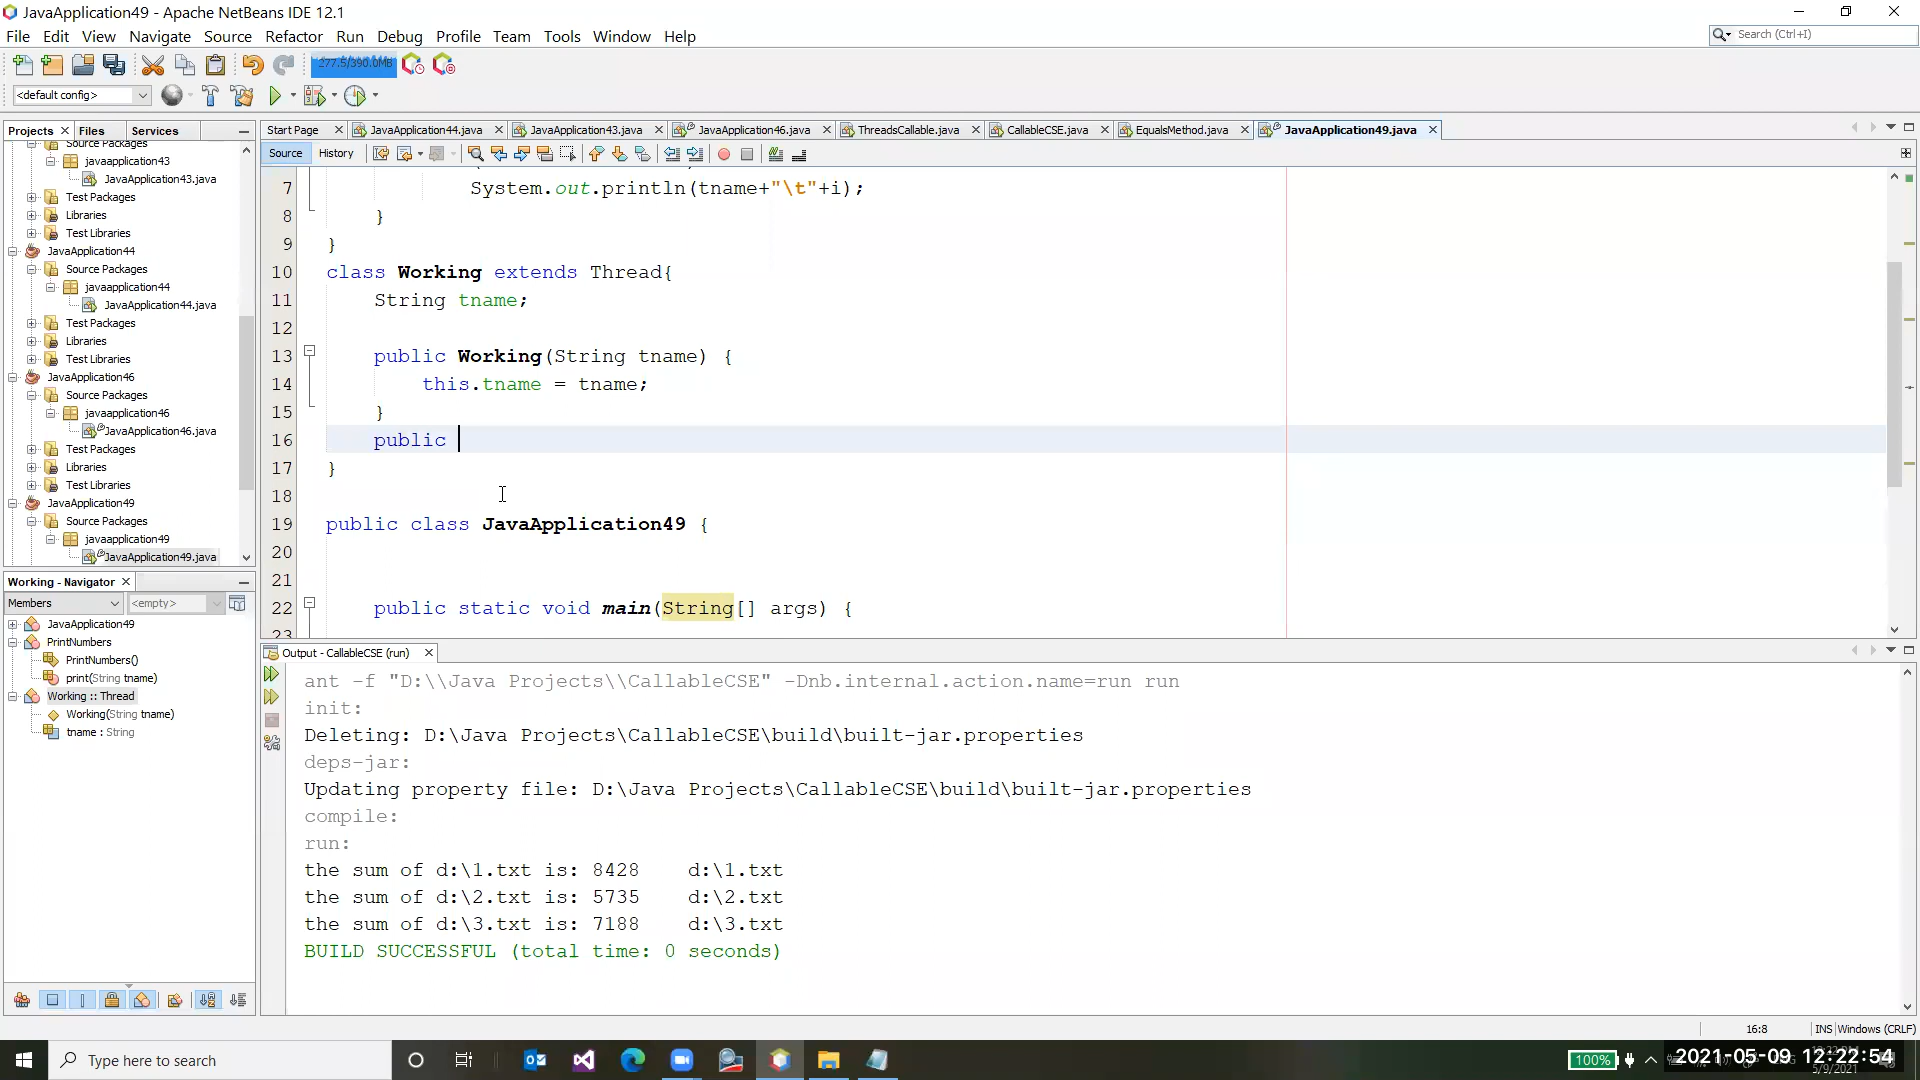 JavaApplication49 - Apache NetBeans IDE 12.1
File Edit View Navigate Source Refactor Run Debug Profile Team Tools Window Help
Search (Ctrl+I)
277.5/390.0MB
<default config>
Projects Files Services
Start Page JavaApplication44.java JavaApplication43.java JavaApplication46.java ThreadsCallable.java CallableCSE.java EqualsMethod.java JavaApplication49.java
Source History
Source Packages
javaapplication43
JavaApplication43.java
Test Packages
Libraries
Test Libraries
JavaApplication44
Source Packages
javaapplication44
JavaApplication44.java
Test Packages
Libraries
Test Libraries
JavaApplication46
Source Packages
javaapplication46
JavaApplication46.java
Test Packages
Libraries
Test Libraries
JavaApplication49
Source Packages
javaapplication49
JavaApplication49.java
7 System.out.println(tname+"\t"+i);
8 }
9 }
10 class Working extends Thread{
11 String tname;
12
13 public Working(String tname) {
14 this.tname = tname;
15 }
16 public
17 }
18
19 public class JavaApplication49 {
20
21
22 public static void main(String[] args) {
23
Working - Navigator
Members <empty>
JavaApplication49
PrintNumbers
PrintNumbers()
print(String tname)
Working :: Thread
Working(String tname)
tname : String
Output - CallableCSE (run)
ant -f "D:\\Java Projects\\CallableCSE" -Dnb.internal.action.name=run run
init:
Deleting: D:\Java Projects\CallableCSE\build\built-jar.properties
deps-jar:
Updating property file: D:\Java Projects\CallableCSE\build\built-jar.properties
compile:
run:
the sum of d:\1.txt is: 8428 d:\1.txt
the sum of d:\2.txt is: 5735 d:\2.txt
the sum of d:\3.txt is: 7188 d:\3.txt
BUILD SUCCESSFUL (total time: 0 seconds)
16:8 INS Windows (CRLF)
Type here to search
100%
2021-05-09 12:22:54
5/9/2021